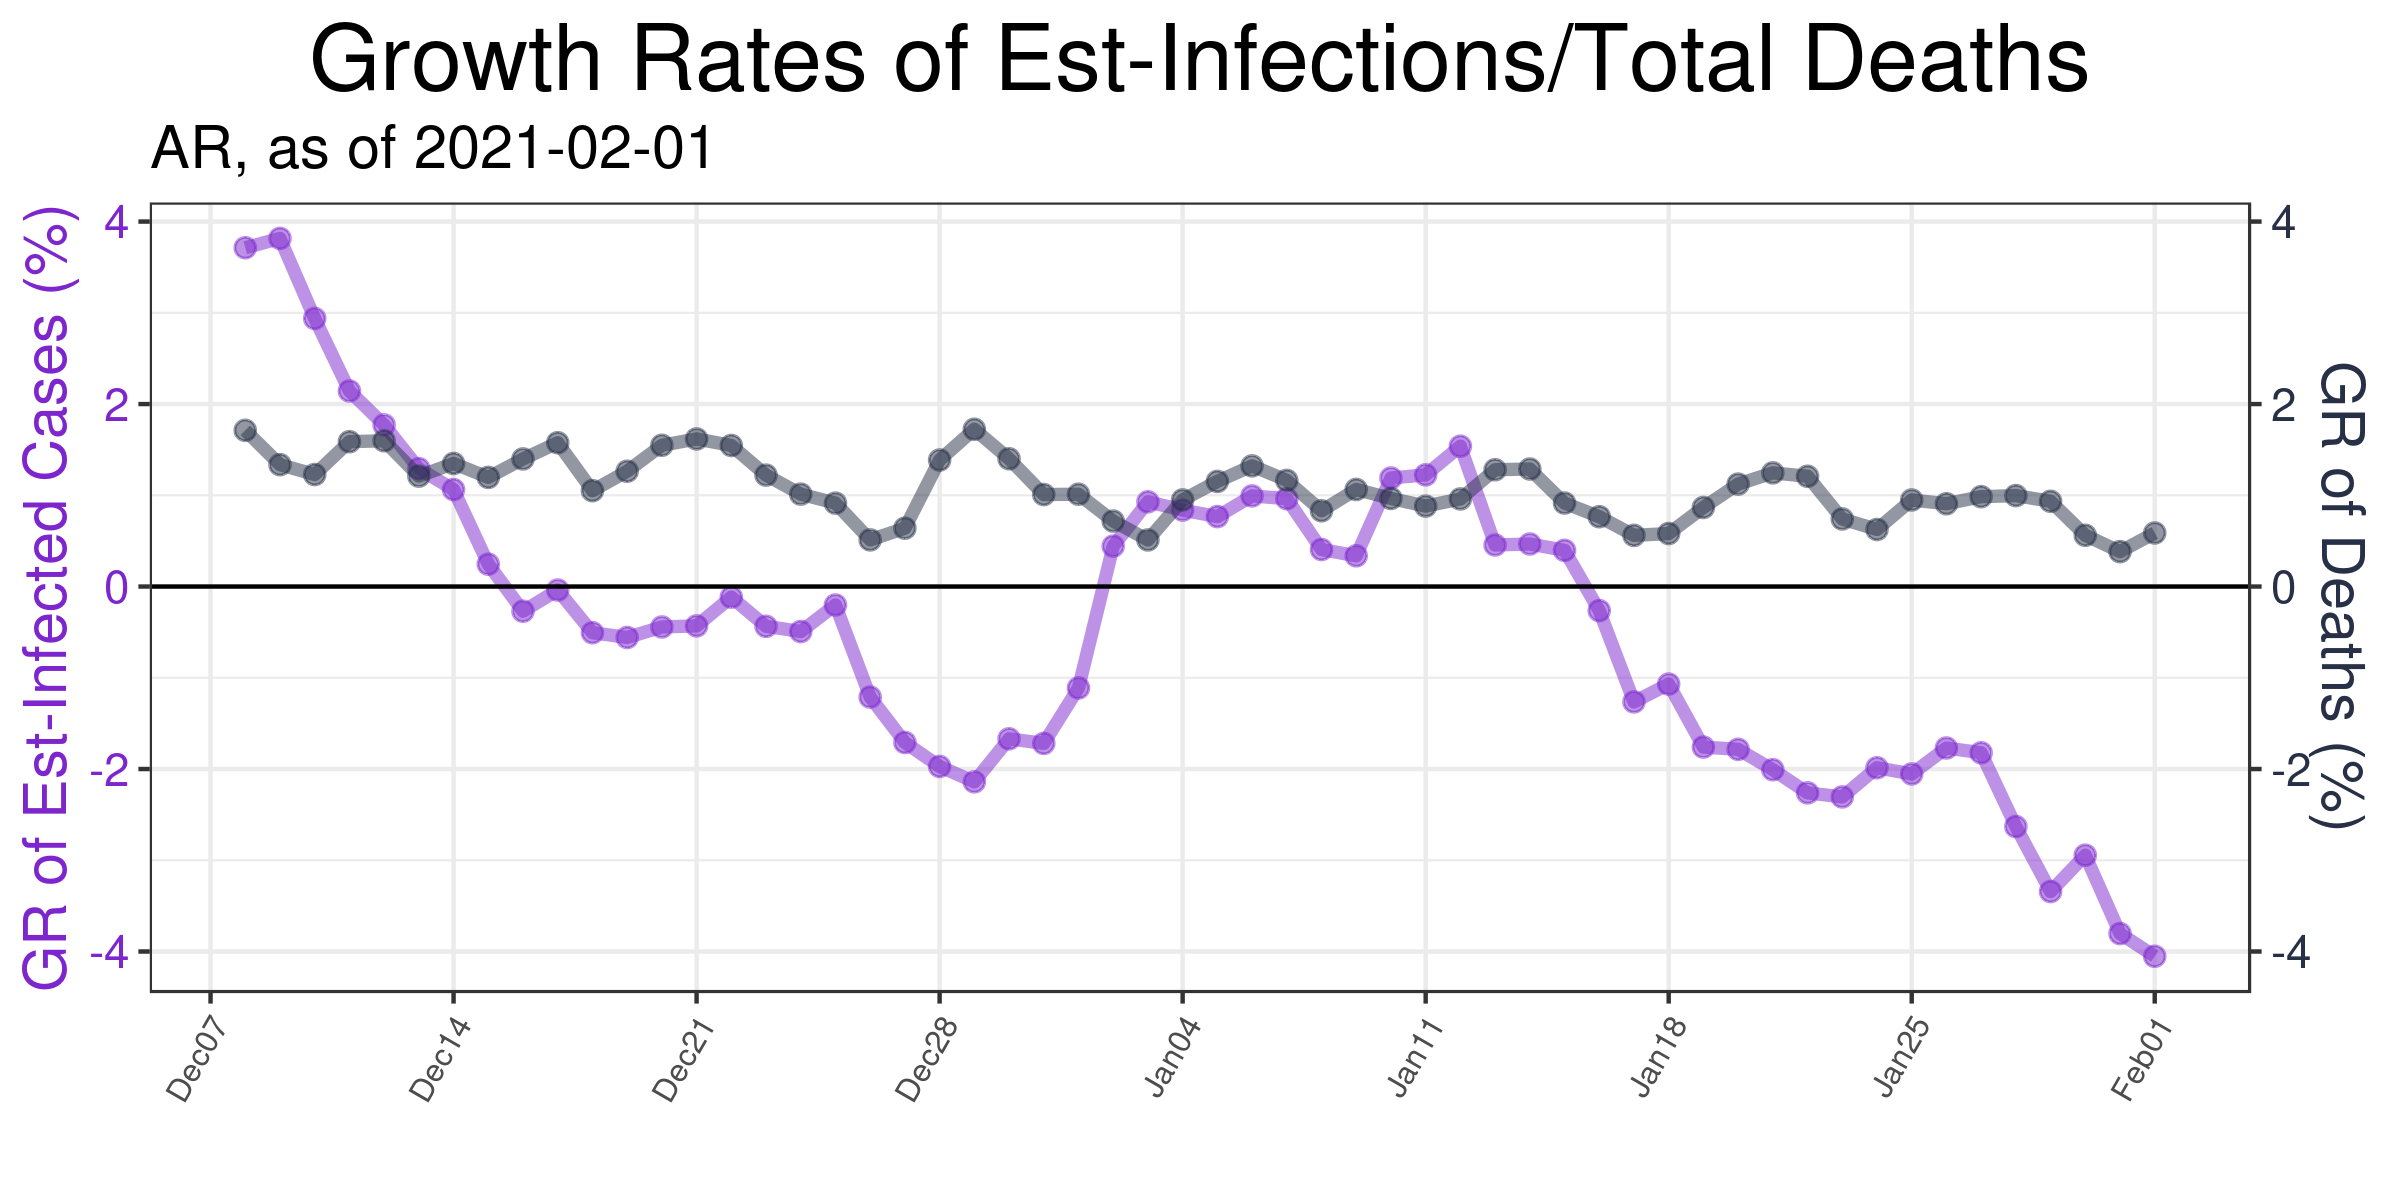 Growth Rates of Est-Infections/Total Deaths
AR, as of 2021-02-01
GR of Est-Infected Cases (%)
4
2
0
-2
-4
4
2
0
-2
-4
GR of Deaths (%)
Dec07
Dec14
Dec21
Dec28
Jan04
Jan11
Jan18
Jan25
Feb01